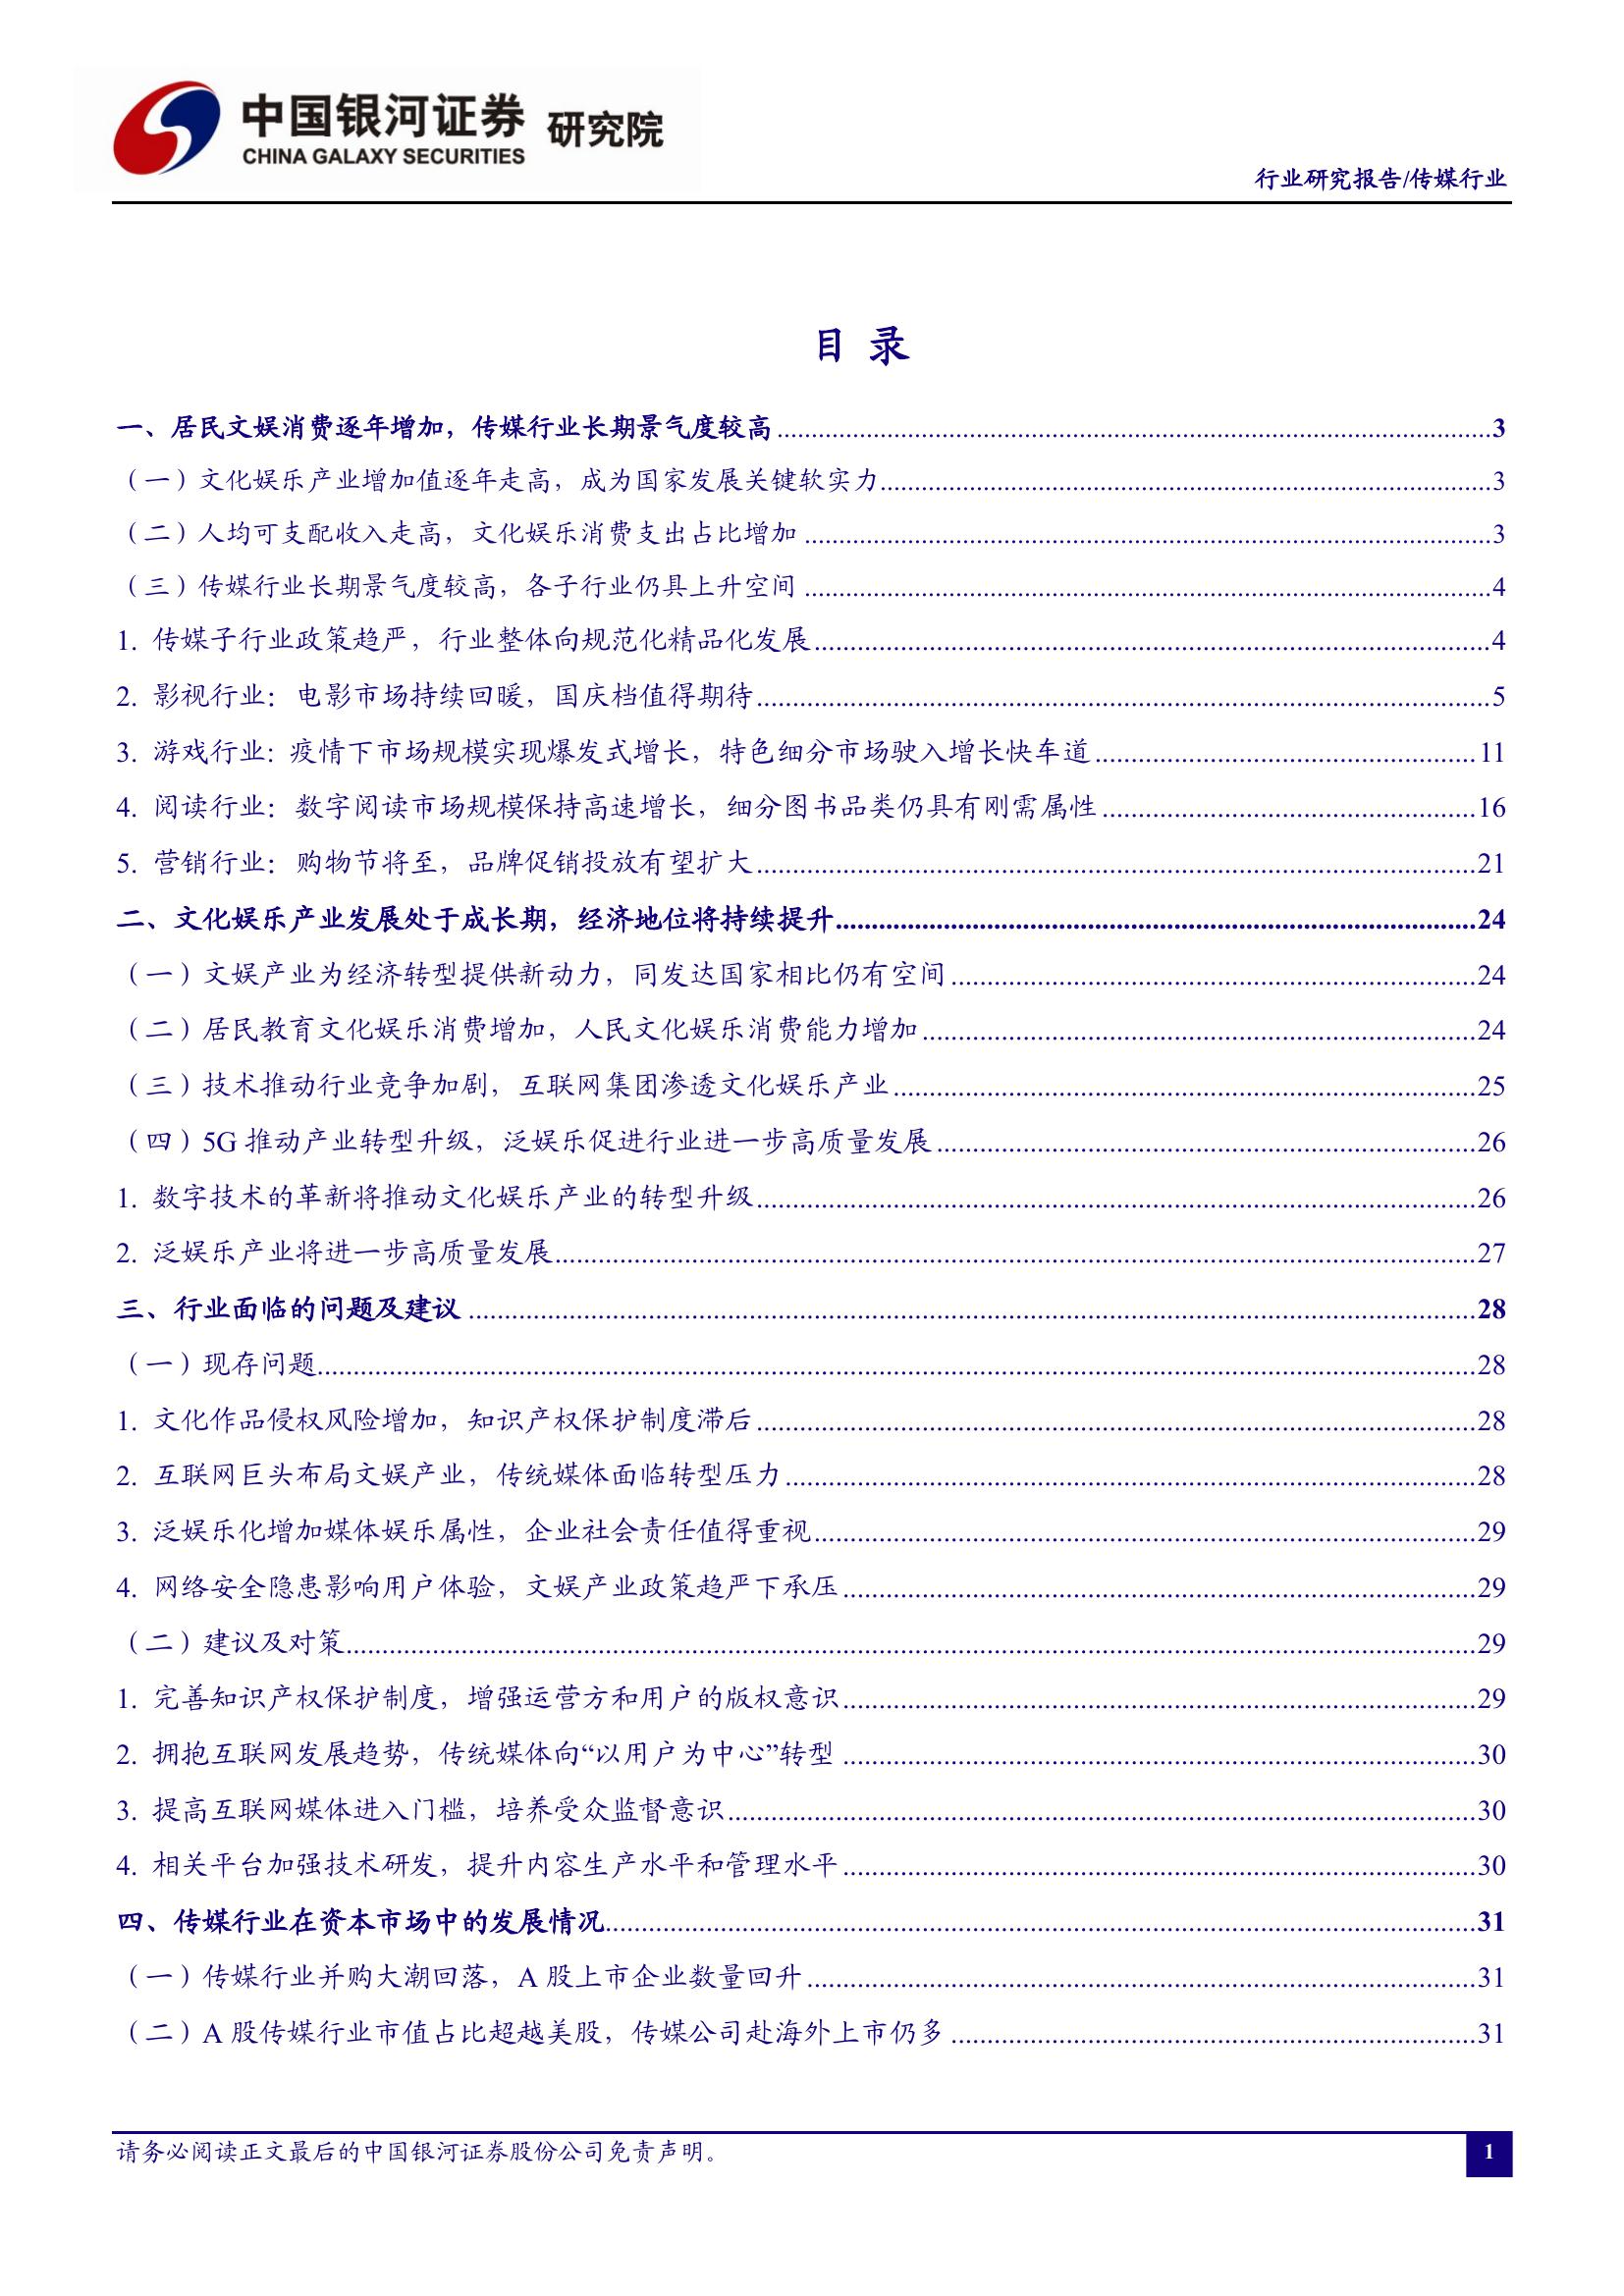 中国银河证券 研究院
CHINA GALAXY SECURITIES
行业研究报告/传媒行业
目 录
一、居民文娱消费逐年增加，传媒行业长期景气度较高 3
（一）文化娱乐产业增加值逐年走高，成为国家发展关键软实力 3
（二）人均可支配收入走高，文化娱乐消费支出占比增加 3
（三）传媒行业长期景气度较高，各子行业仍具上升空间 4
1. 传媒子行业政策趋严，行业整体向规范化精品化发展 4
2. 影视行业：电影市场持续回暖，国庆档值得期待 5
3. 游戏行业：疫情下市场规模实现爆发式增长，特色细分市场驶入增长快车道 11
4. 阅读行业：数字阅读市场规模保持高速增长，细分图书品类仍具有刚需属性 16
5. 营销行业：购物节将至，品牌促销投放有望扩大 21
二、文化娱乐产业发展处于成长期，经济地位将持续提升 24
（一）文娱产业为经济转型提供新动力，同发达国家相比仍有空间 24
（二）居民教育文化娱乐消费增加，人民文化娱乐消费能力增加 24
（三）技术推动行业竞争加剧，互联网集团渗透文化娱乐产业 25
（四）5G 推动产业转型升级，泛娱乐促进行业进一步高质量发展 26
1. 数字技术的革新将推动文化娱乐产业的转型升级 26
2. 泛娱乐产业将进一步高质量发展 27
三、行业面临的问题及建议 28
（一）现存问题 28
1. 文化作品侵权风险增加，知识产权保护制度滞后 28
2. 互联网巨头布局文娱产业，传统媒体面临转型压力 28
3. 泛娱乐化增加媒体娱乐属性，企业社会责任值得重视 29
4. 网络安全隐患影响用户体验，文娱产业政策趋严下承压 29
（二）建议及对策 29
1. 完善知识产权保护制度，增强运营方和用户的版权意识 29
2. 拥抱互联网发展趋势，传统媒体向“以用户为中心”转型 30
3. 提高互联网媒体进入门槛，培养受众监督意识 30
4. 相关平台加强技术研发，提升内容生产水平和管理水平 30
四、传媒行业在资本市场中的发展情况 31
（一）传媒行业并购大潮回落，A 股上市企业数量回升 31
（二）A 股传媒行业市值占比超越美股，传媒公司赴海外上市仍多 31
请务必阅读正文最后的中国银河证券股份公司免责声明。
1